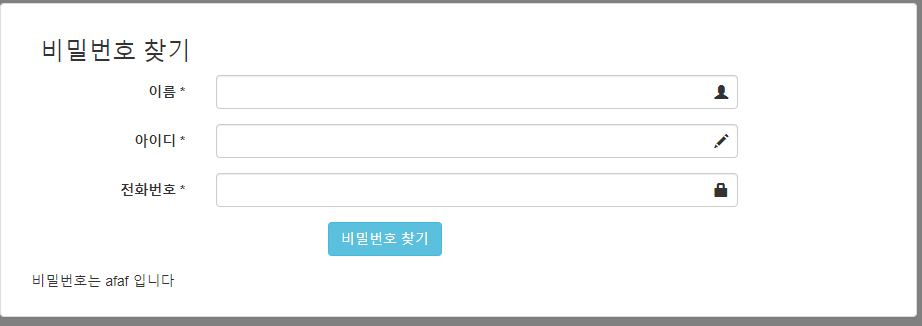 비밀번호 찾기
이름 *
아이디 *
전화번호 *
비밀번호 찾기
비밀번호는 afaf 입니다